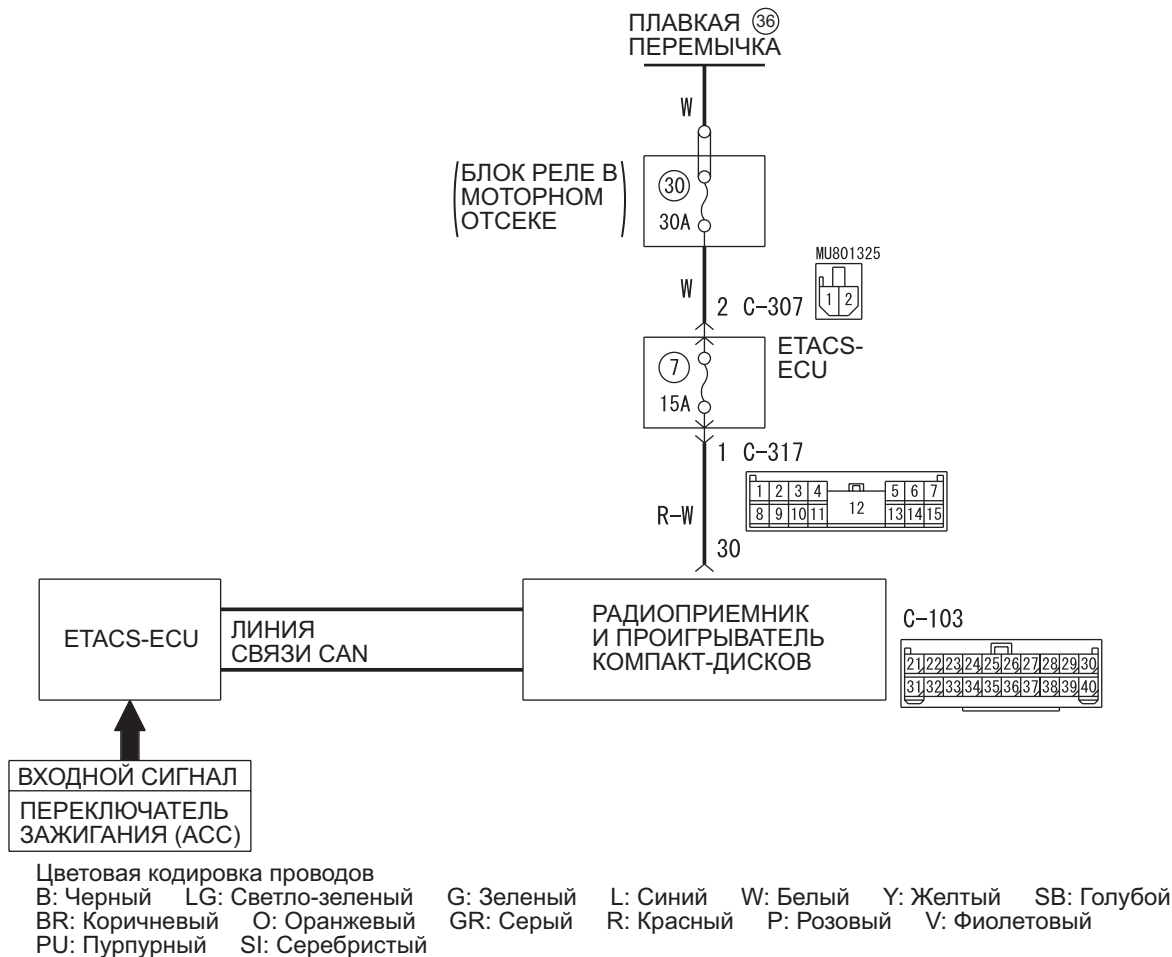 ПЛАВКАЯ 36
ПЕРЕМЫЧКА
W
(БЛОК РЕЛЕ В
МОТОРНОМ
ОТСЕКЕ)
30
30A
MU801325
1 2
W
2 C-307
ETACS-
ECU
7
15A
1 C-317
1 2 3 4 5 6 7
8 9 10 11 12 13 14 15
R-W
30
ETACS-ECU
ЛИНИЯ
СВЯЗИ CAN
РАДИОПРИЕМНИК
И ПРОИГРЫВАТЕЛЬ
КОМПАКТ-ДИСКОВ
C-103
21 22 23 24 25 26 27 28 29 30
31 32 33 34 35 36 37 38 39 40
ВХОДНОЙ СИГНАЛ
ПЕРЕКЛЮЧАТЕЛЬ
ЗАЖИГАНИЯ (ACC)
Цветовая кодировка проводов
B: Черный LG: Светло-зеленый G: Зеленый L: Синий W: Белый Y: Желтый SB: Голубой
BR: Коричневый O: Оранжевый GR: Серый R: Красный P: Розовый V: Фиолетовый
PU: Пурпурный SI: Серебристый